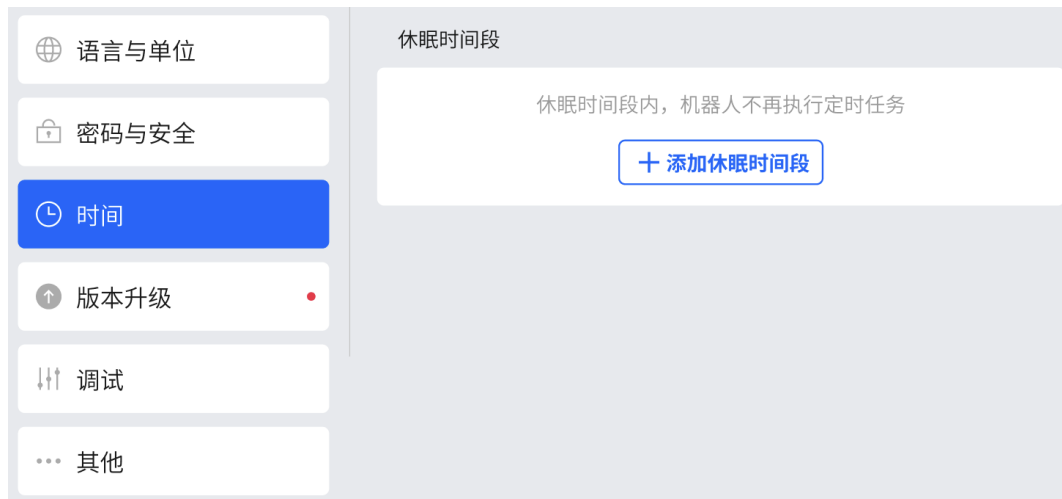 语言与单位
密码与安全
时间
版本升级
调试
其他
休眠时间段
休眠时间段内，机器人不再执行定时任务
添加休眠时间段